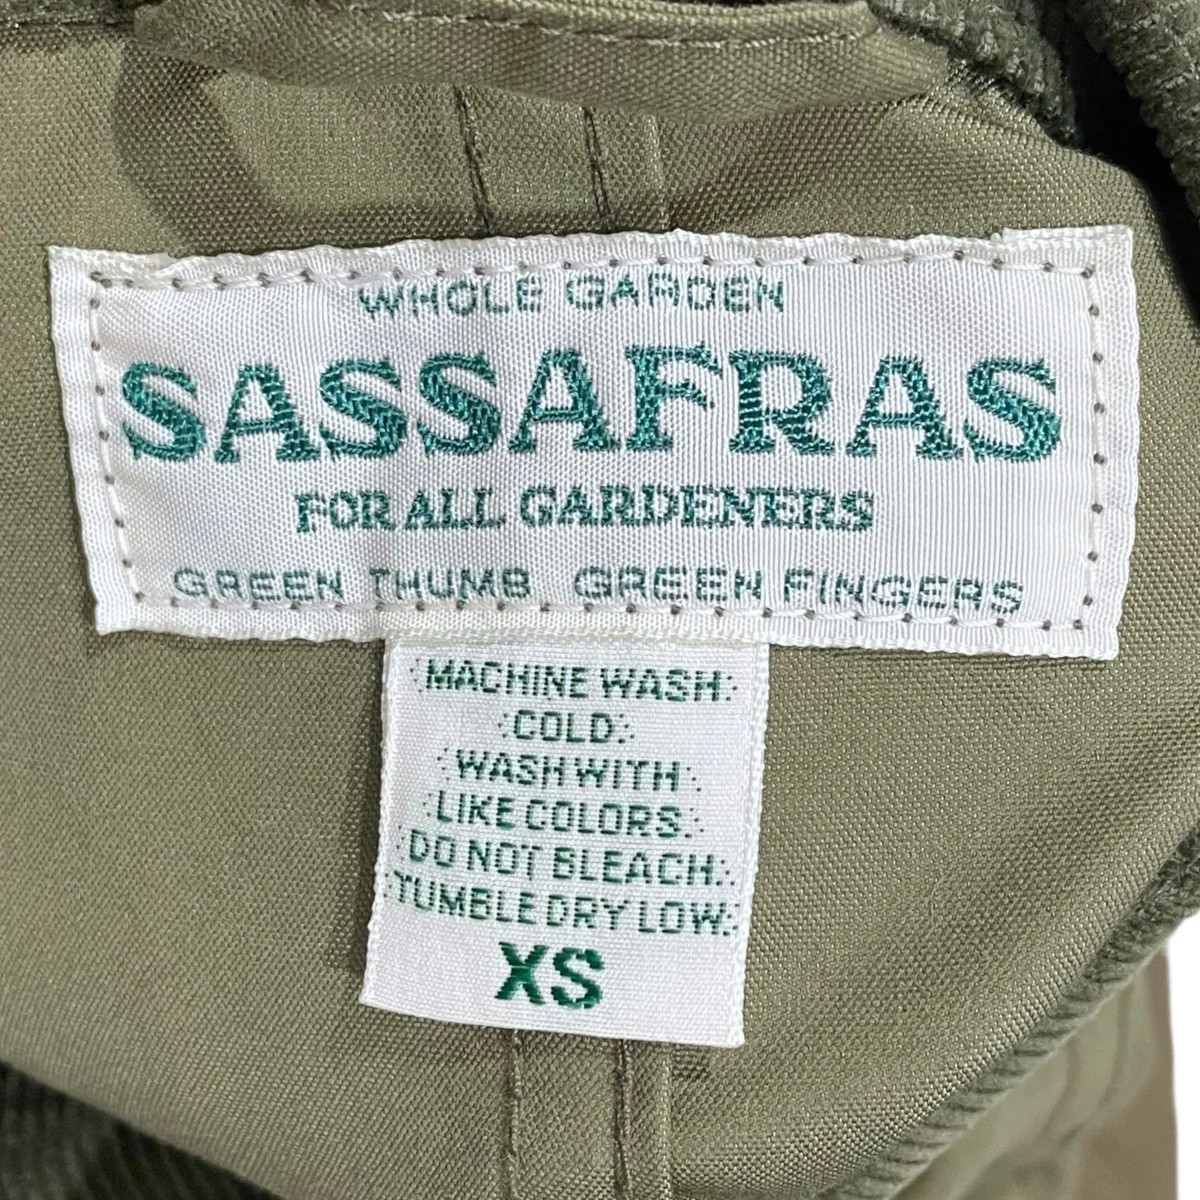 WHOLE GARDEN
SASSAFRAS
FOR ALL GARDENERS
GREEN THUMB GREEN FINGERS
MACHINE WASH
COLD.
WASH WITH
LIKE COLORS.
DO NOT BLEACH.
TUMBLE DRY LOW.
XS